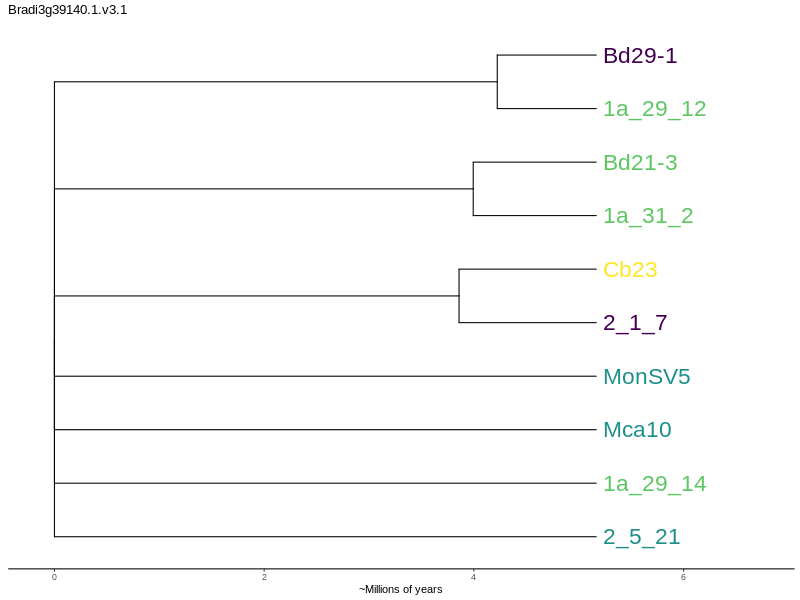 Bradi3g39140.1.v3.1
Bd29-1
1a_29_12
Bd21-3
1a_31_2
Cb23
2_1_7
MonSV5
Mca10
1a_29_14
2_5_21
0 2 4 6
~Millions of years